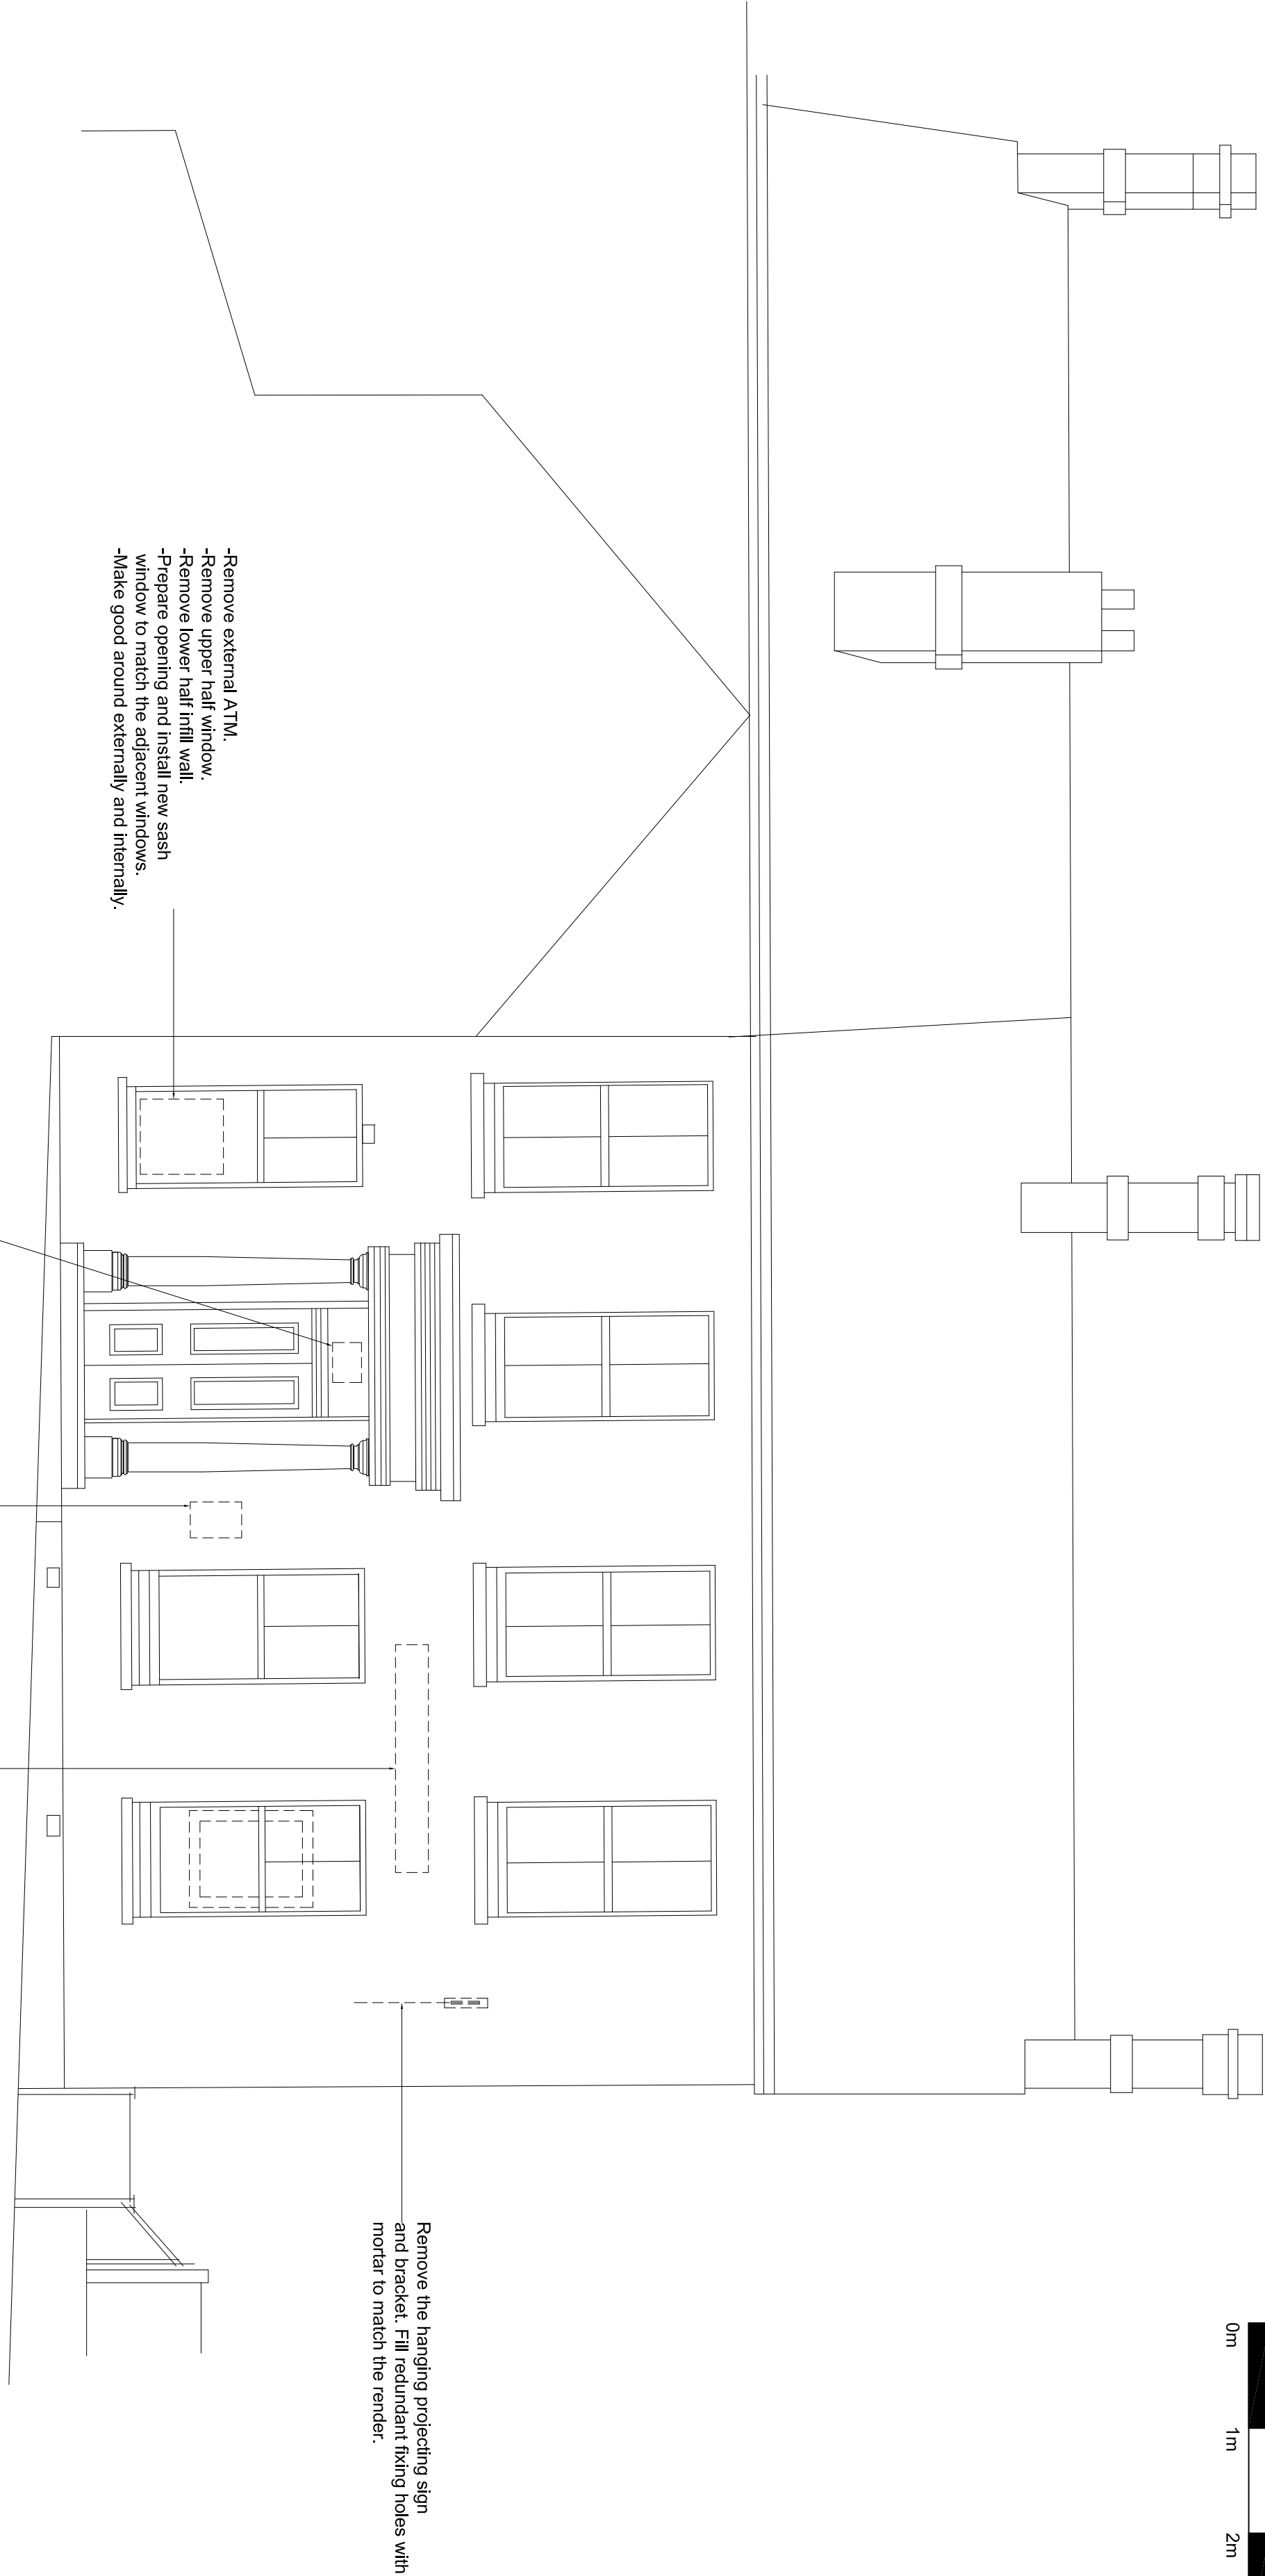 -Remove external ATM.
-Remove upper half window.
-Remove lower half infill wall.
-Prepare opening and install new sash
window to match the adjacent windows.
-Make good around externally and internally.
Remove the hanging projecting sign
and bracket. Fill redundant fixing holes with
mortar to match the render.
0m 1m 2m